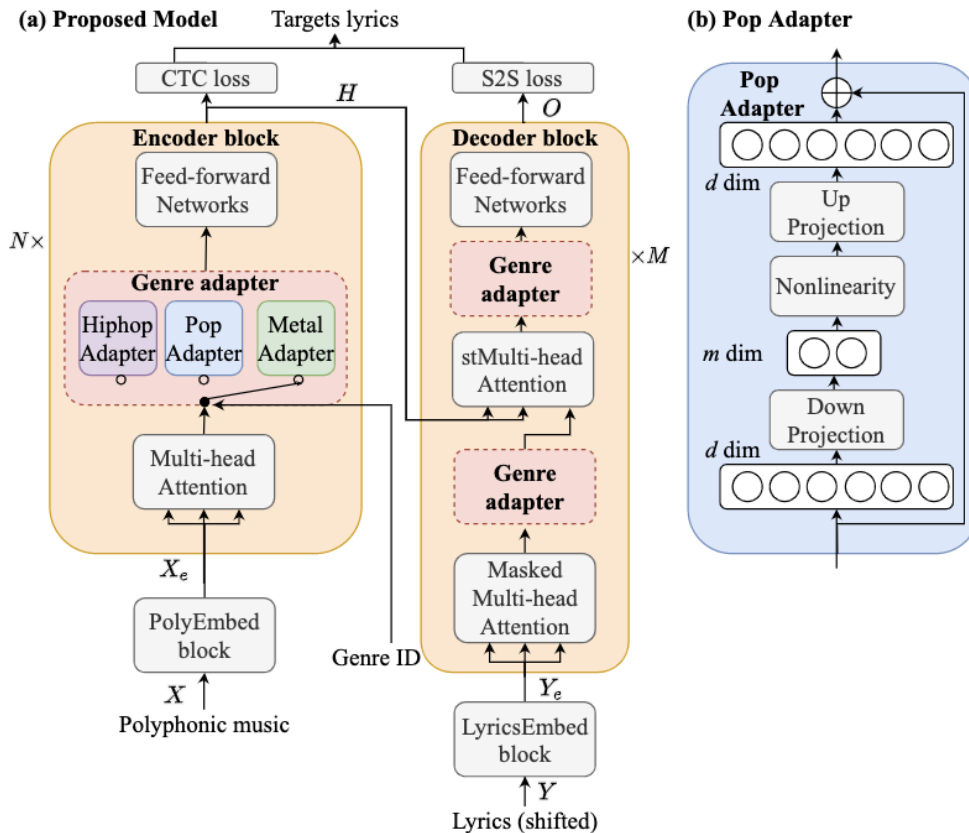 (a) Proposed Model
Targets lyrics
CTC loss
S2S loss
H
O
Encoder block
Feed-forward
Networks
N×
Genre adapter
Hiphop
Adapter
Pop
Adapter
Metal
Adapter
Multi-head
Attention
X_e
PolyEmbed
block
X
Polyphonic music
Genre ID
Decoder block
Feed-forward
Networks
×M
Genre
adapter
stMulti-head
Attention
Genre
adapter
Masked
Multi-head
Attention
Y_e
LyricsEmbed
block
Y
Lyrics (shifted)
(b) Pop Adapter
Pop
Adapter
d dim
Up
Projection
Nonlinearity
m dim
Down
Projection
d dim